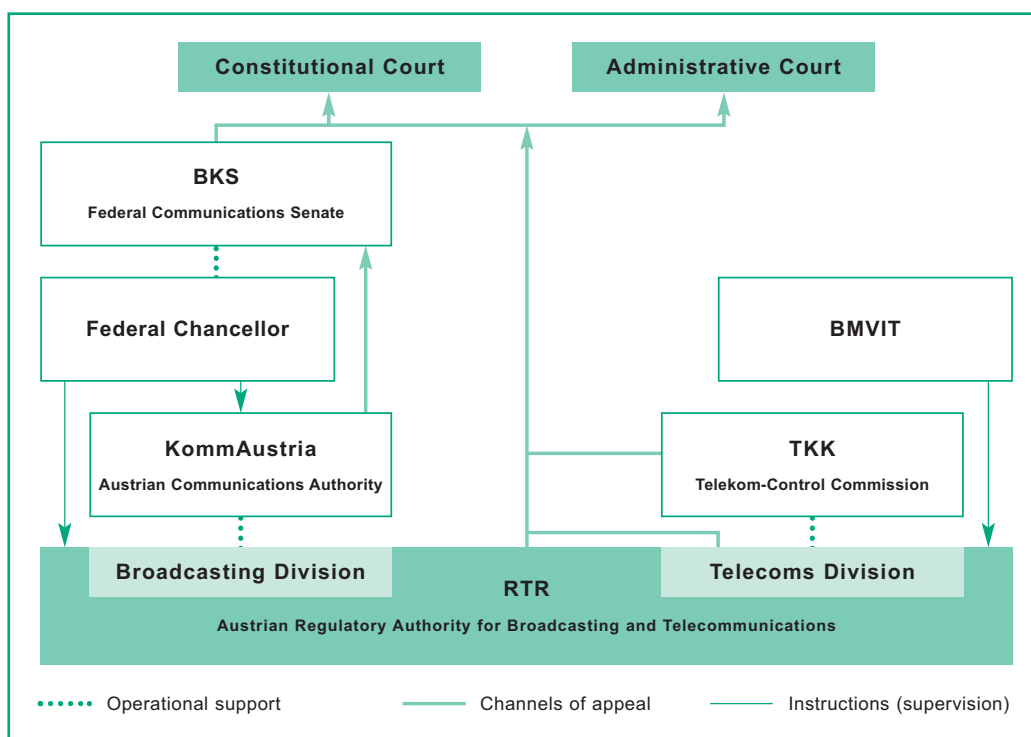 Constitutional Court
Administrative Court
BKS
Federal Communications Senate
Federal Chancellor
BMVIT
KommAustria
Austrian Communications Authority
TKK
Telekom-Control Commission
Broadcasting Division
Telecoms Division
RTR
Austrian Regulatory Authority for Broadcasting and Telecommunications
Operational support
Channels of appeal
Instructions (supervision)